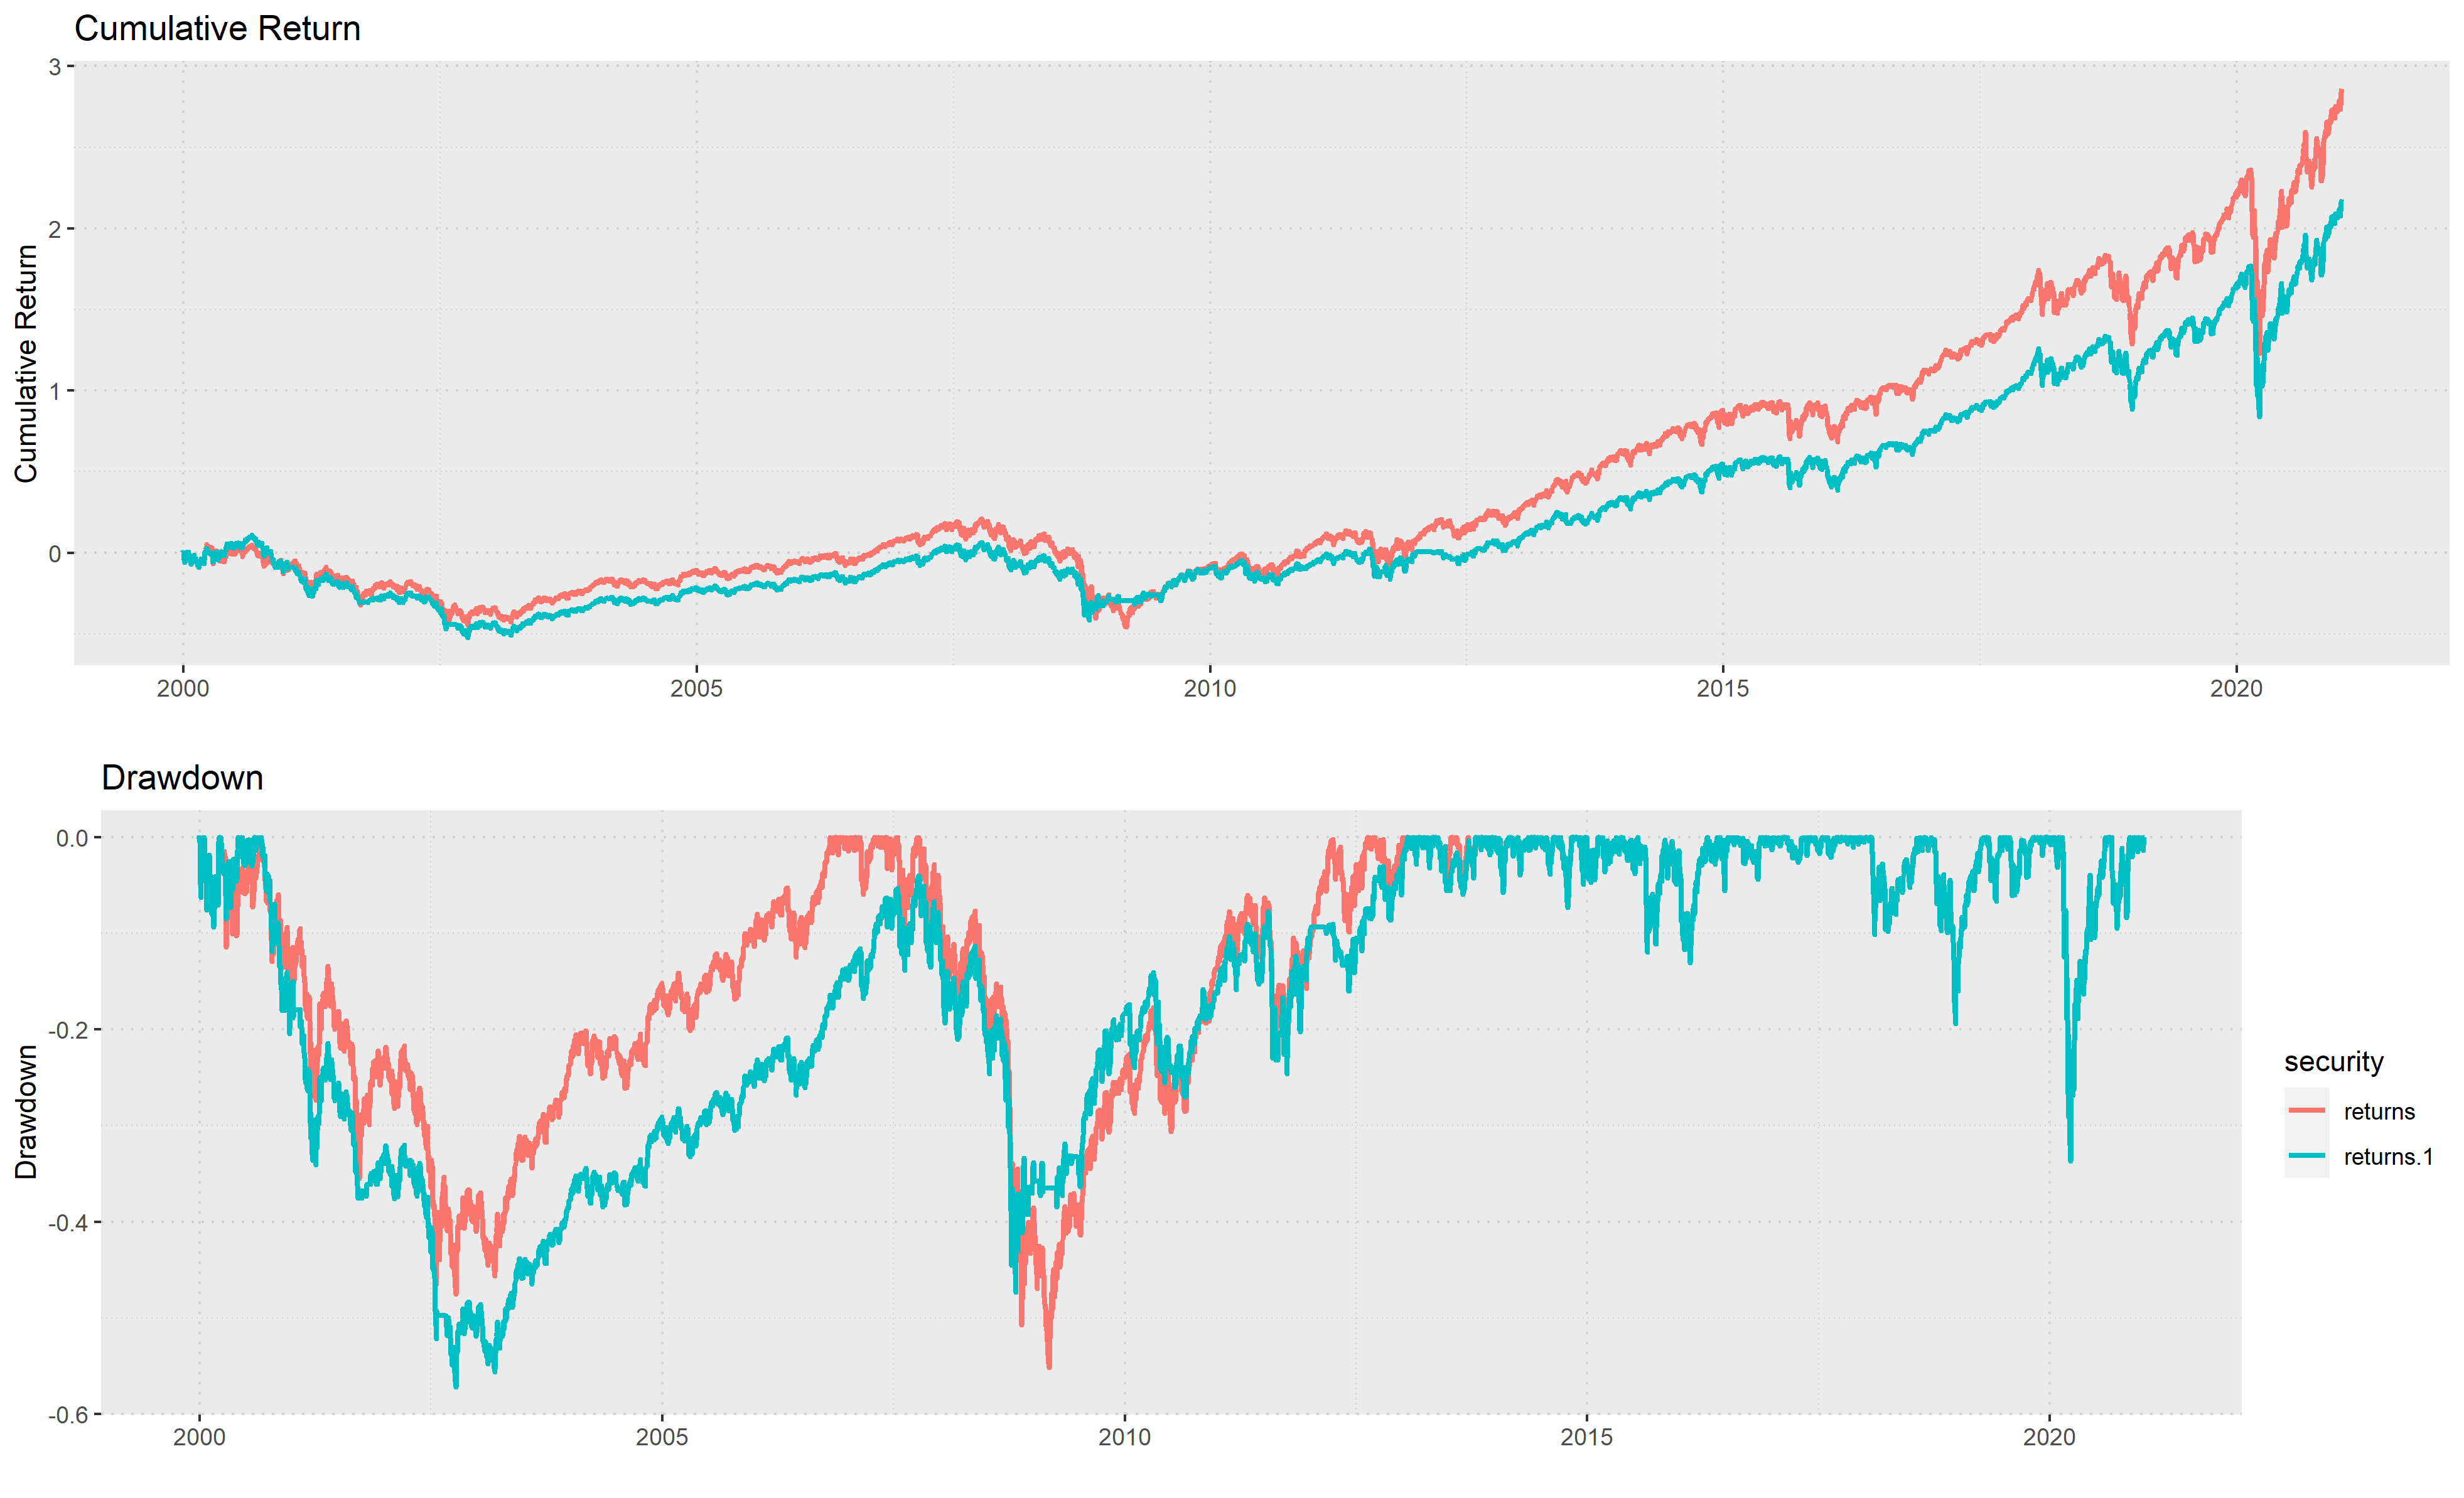 Cumulative Return
Cumulative Return
3
2
1
0
2000 2005 2010 2015 2020
Drawdown
Drawdown
0.0
-0.2
-0.4
-0.6
2000 2005 2010 2015 2020
security
returns
returns.1